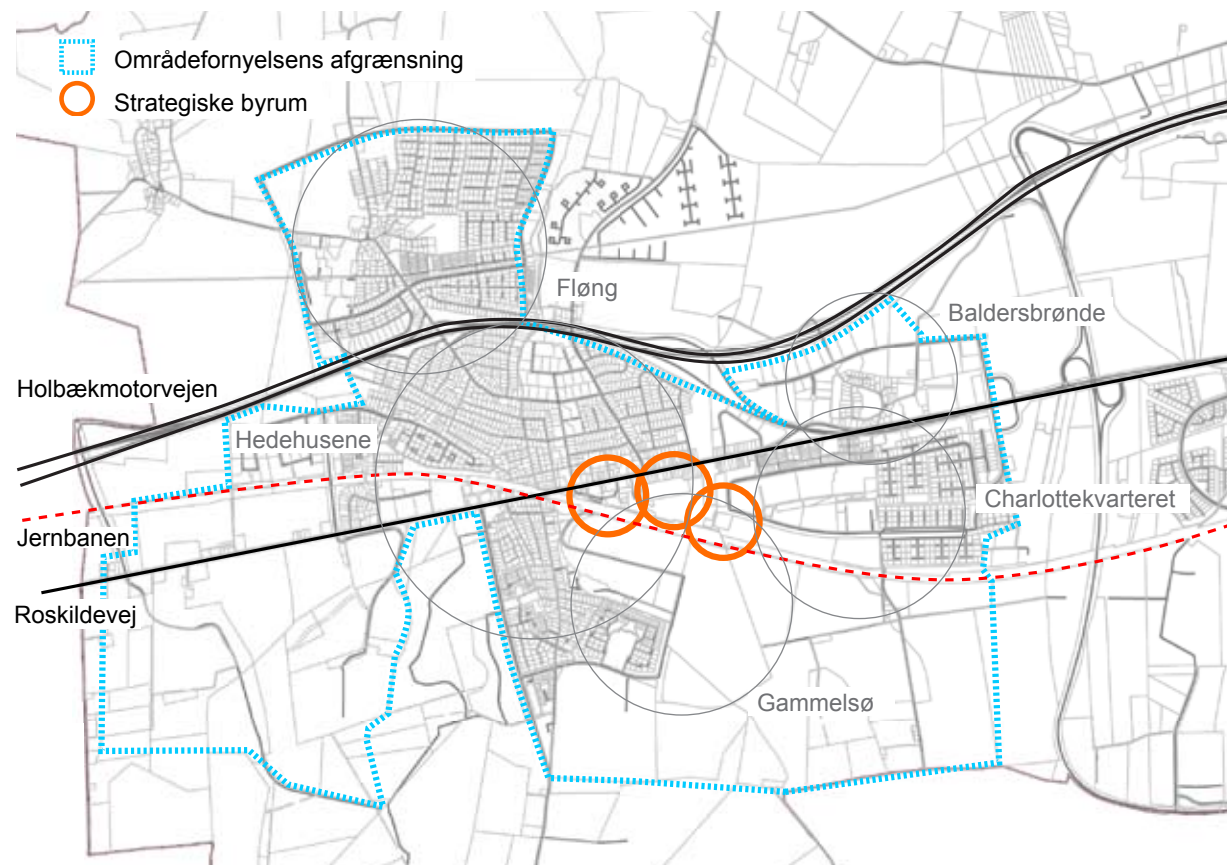 Områdefornyelsens afgrænsning
Strategiske byrum
Fløng
Baldersbrønde
Holbækmotorvejen
Hedehusene
Charlottekvarteret
Jernbanen
Roskildevej
Gammelsø